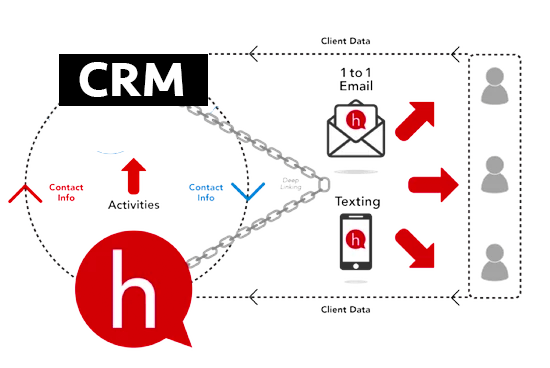 Client Data
CRM
1 to 1
Email
h
Contact
Info
Activities
Contact
Info
Deep
Linking
Texting
h
h
Client Data